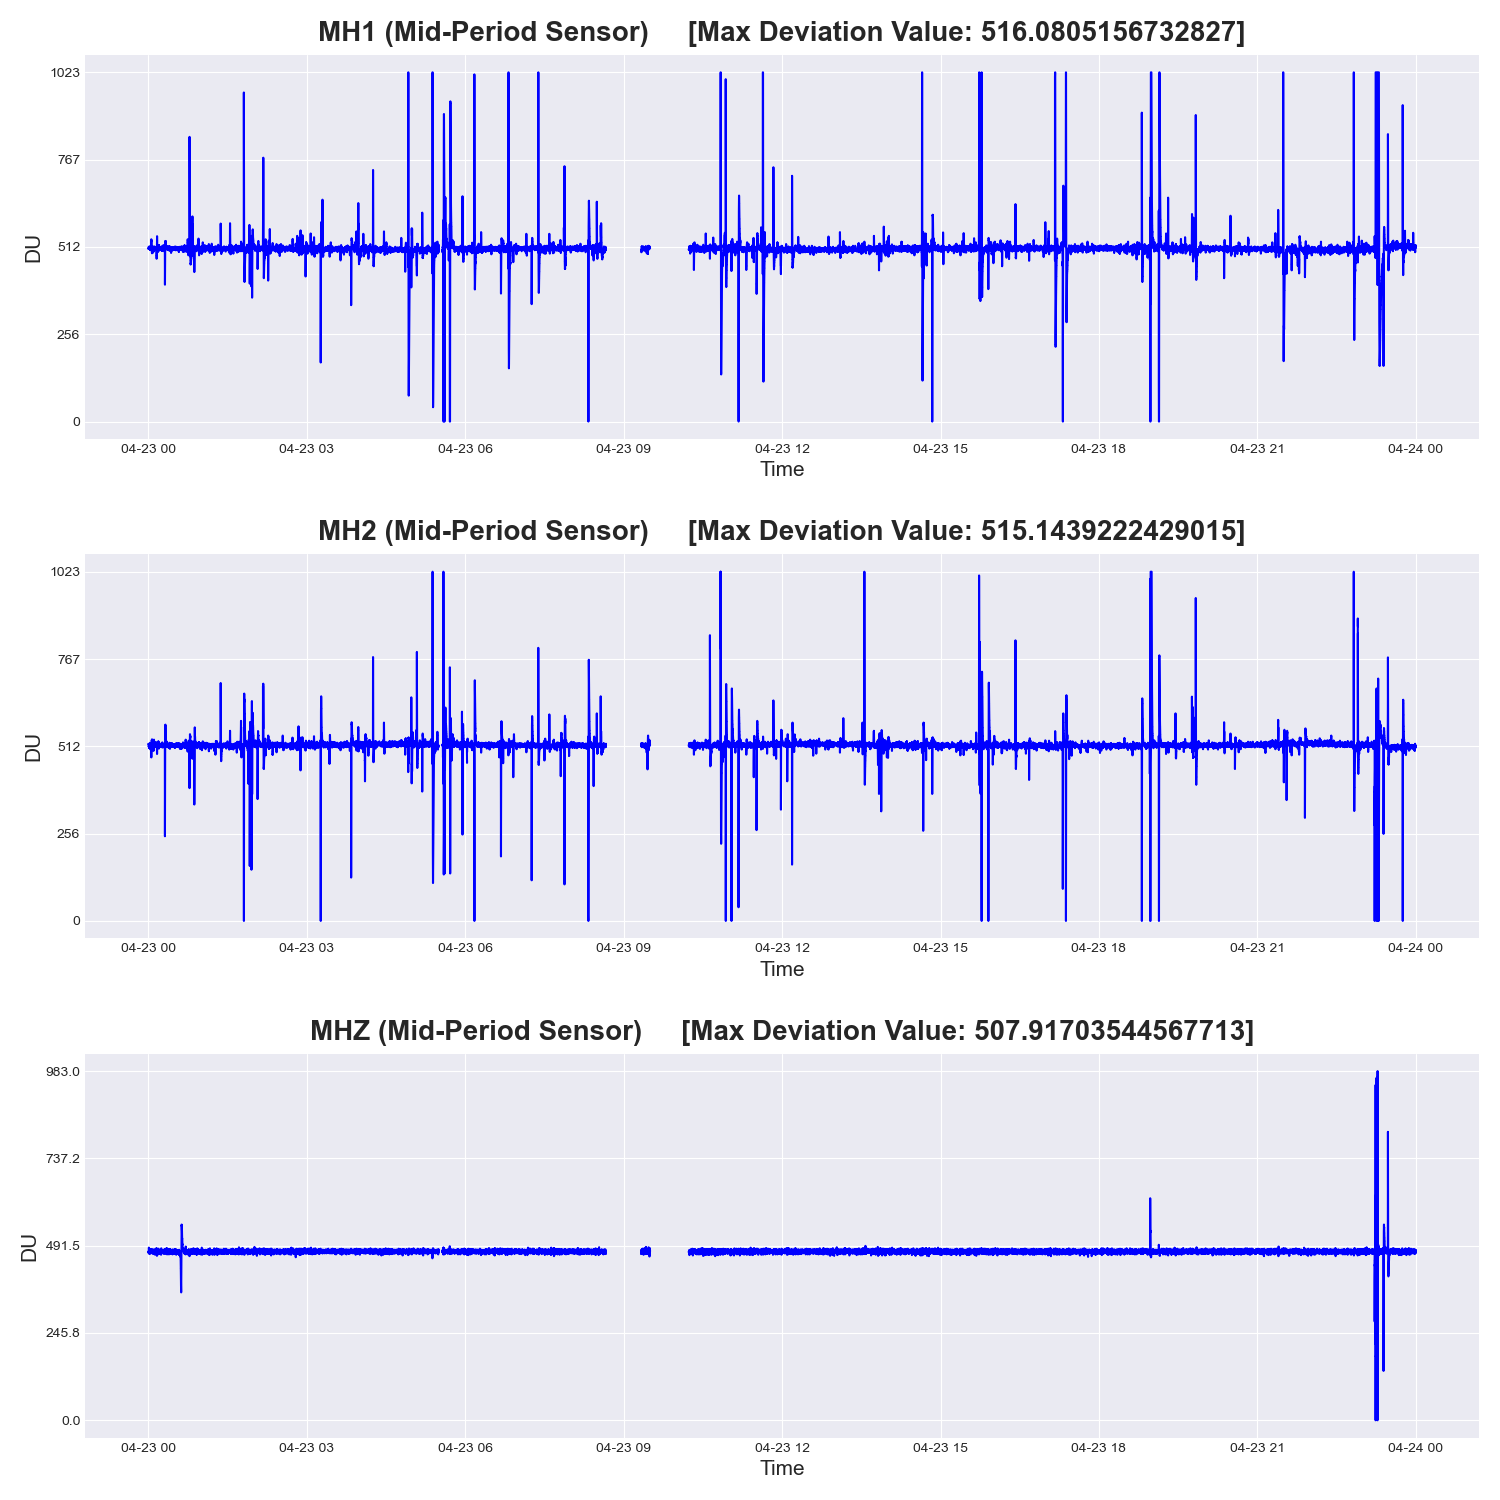 MH1 (Mid-Period Sensor) [Max Deviation Value: 516.0805156732827]
1023
767
512
256
0
DU
04-23 00 04-23 03 04-23 06 04-23 09 04-23 12 04-23 15 04-23 18 04-23 21 04-24 00
Time
MH2 (Mid-Period Sensor) [Max Deviation Value: 515.1439222429015]
1023
767
512
256
0
DU
04-23 00 04-23 03 04-23 06 04-23 09 04-23 12 04-23 15 04-23 18 04-23 21 04-24 00
Time
MHZ (Mid-Period Sensor) [Max Deviation Value: 507.91703544567713]
983.0
737.2
491.5
245.8
0.0
DU
04-23 00 04-23 03 04-23 06 04-23 09 04-23 12 04-23 15 04-23 18 04-23 21 04-24 00
Time